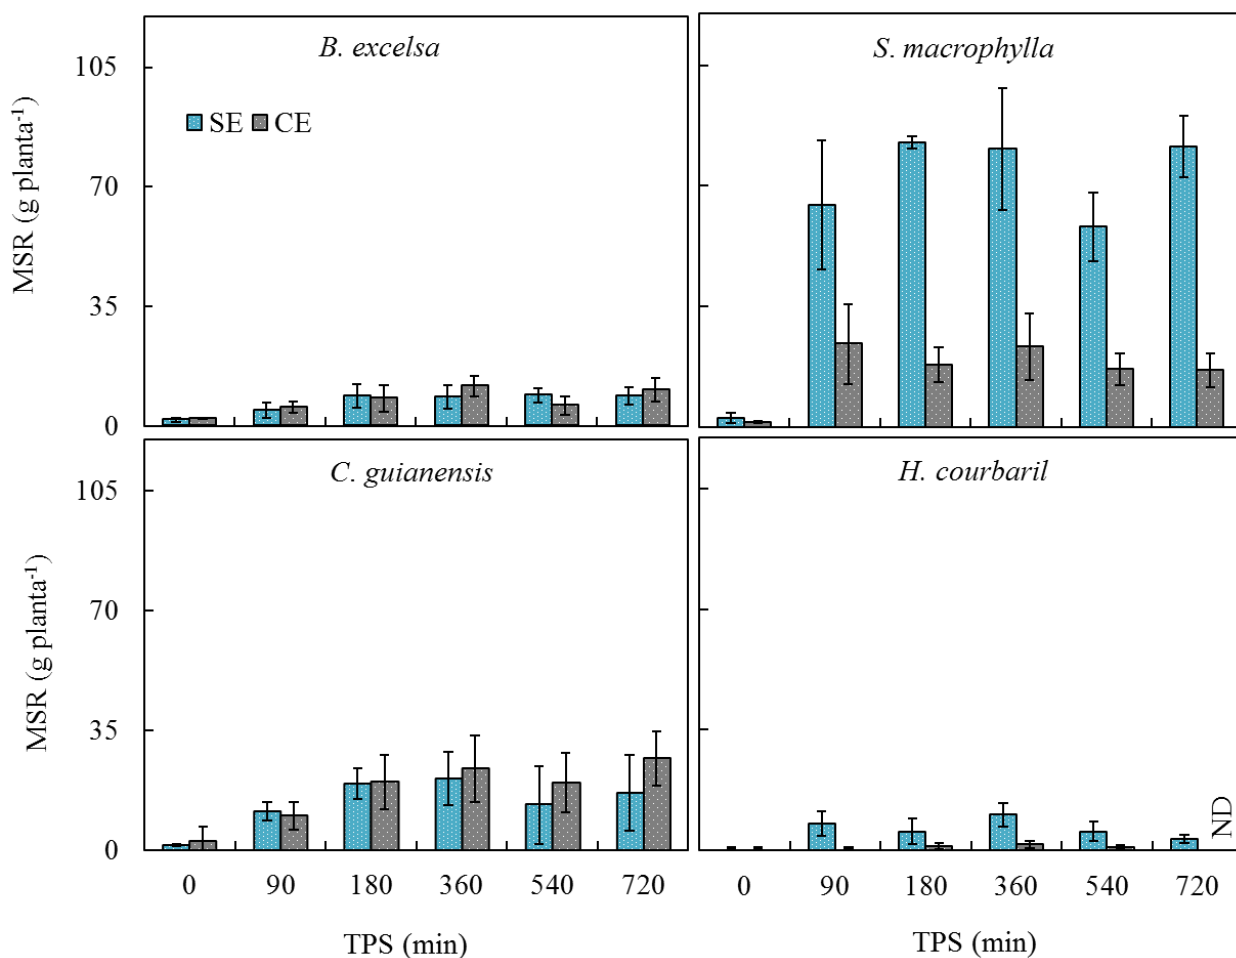 B. excelsa
S. macrophylla
SE CE
MSR (g planta⁻¹)
105
70
35
0
C. guianensis
H. courbaril
MSR (g planta⁻¹)
105
70
35
0
ND
0 90 180 360 540 720
0 90 180 360 540 720
TPS (min)
TPS (min)